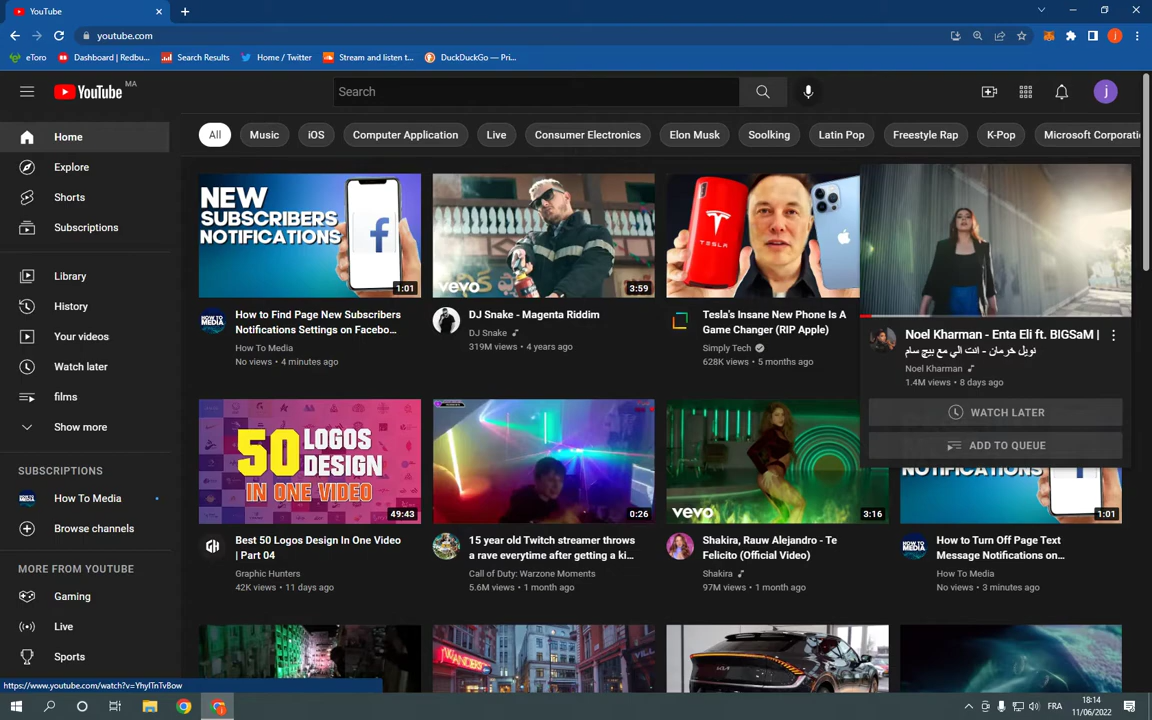 YouTube
youtube.com
eToro
Dashboard | Redbu...
Search Results
Home / Twitter
Stream and listen t...
DuckDuckGo — Pri...
YouTube MA
Search
j
All
Music
iOS
Computer Application
Live
Consumer Electronics
Elon Musk
Soolking
Latin Pop
Freestyle Rap
K-Pop
Microsoft Corporati
Home
Explore
Shorts
Subscriptions
Library
History
Your videos
Watch later
films
Show more
SUBSCRIPTIONS
How To Media
Browse channels
MORE FROM YOUTUBE
Gaming
Live
Sports
NEW
SUBSCRIBERS
NOTIFICATIONS
1:01
How to Find Page New Subscribers
Notifications Settings on Facebo...
How To Media
No views • 4 minutes ago
vevo
3:59
DJ Snake - Magenta Riddim
DJ Snake
319M views • 4 years ago
TESLA
Tesla's Insane New Phone Is A
Game Changer (RIP Apple)
Simply Tech
628K views • 5 months ago
Noel Kharman - Enta Eli ft. BIGSaM |
نويل خرمان - انت الي مع بيج سام
Noel Kharman
1.4M views • 8 days ago
WATCH LATER
ADD TO QUEUE
50 LOGOS
DESIGN
IN ONE VIDEO
49:43
Best 50 Logos Design In One Video
| Part 04
Graphic Hunters
42K views • 11 days ago
0:26
15 year old Twitch streamer throws
a rave everytime after getting a ki...
Call of Duty: Warzone Moments
5.6M views • 1 month ago
vevo
3:16
Shakira, Rauw Alejandro - Te
Felicito (Official Video)
Shakira
97M views • 1 month ago
NOTIFICATIONS
1:01
How to Turn Off Page Text
Message Notifications on...
How To Media
No views • 3 minutes ago
WANDERS
https://www.youtube.com/watch?v=YhyITnTvBow
FRA
18:14
11/06/2022